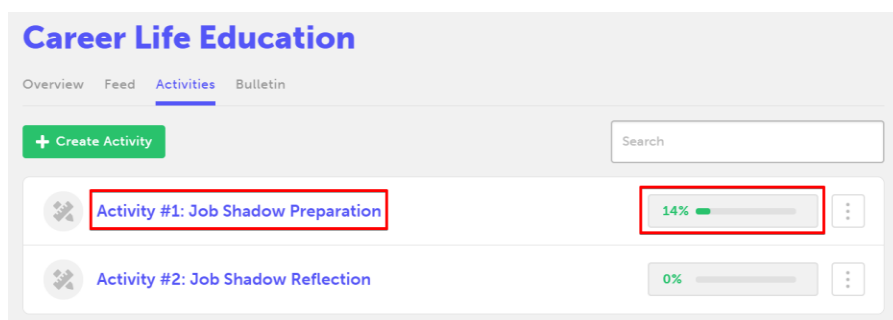 Career Life Education
Overview Feed Activities Bulletin
+ Create Activity Search
Activity #1: Job Shadow Preparation 14%
Activity #2: Job Shadow Reflection 0%